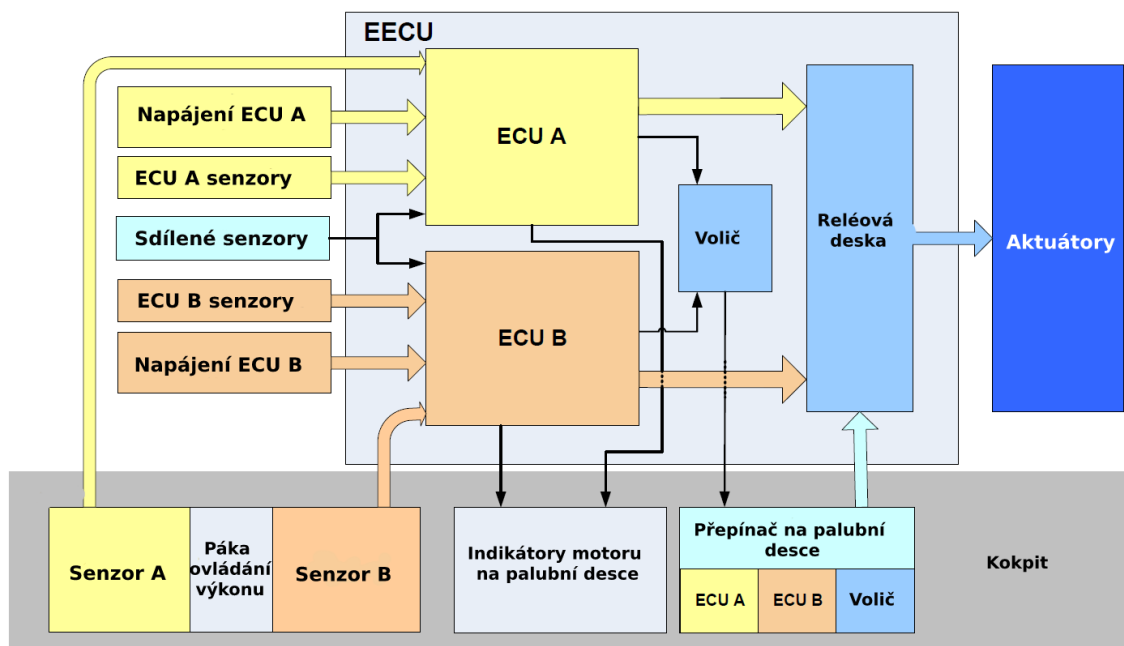 EECU
Napájení ECU A
ECU A senzory
Sdílené senzory
ECU B senzory
Napájení ECU B
ECU A
ECU B
Volič
Reléová
deska
Aktuátory
Senzor A
Páka
ovládání
výkonu
Senzor B
Indikátory motoru
na palubní desce
Přepínač na palubní
desce
ECU A
ECU B
Volič
Kokpit